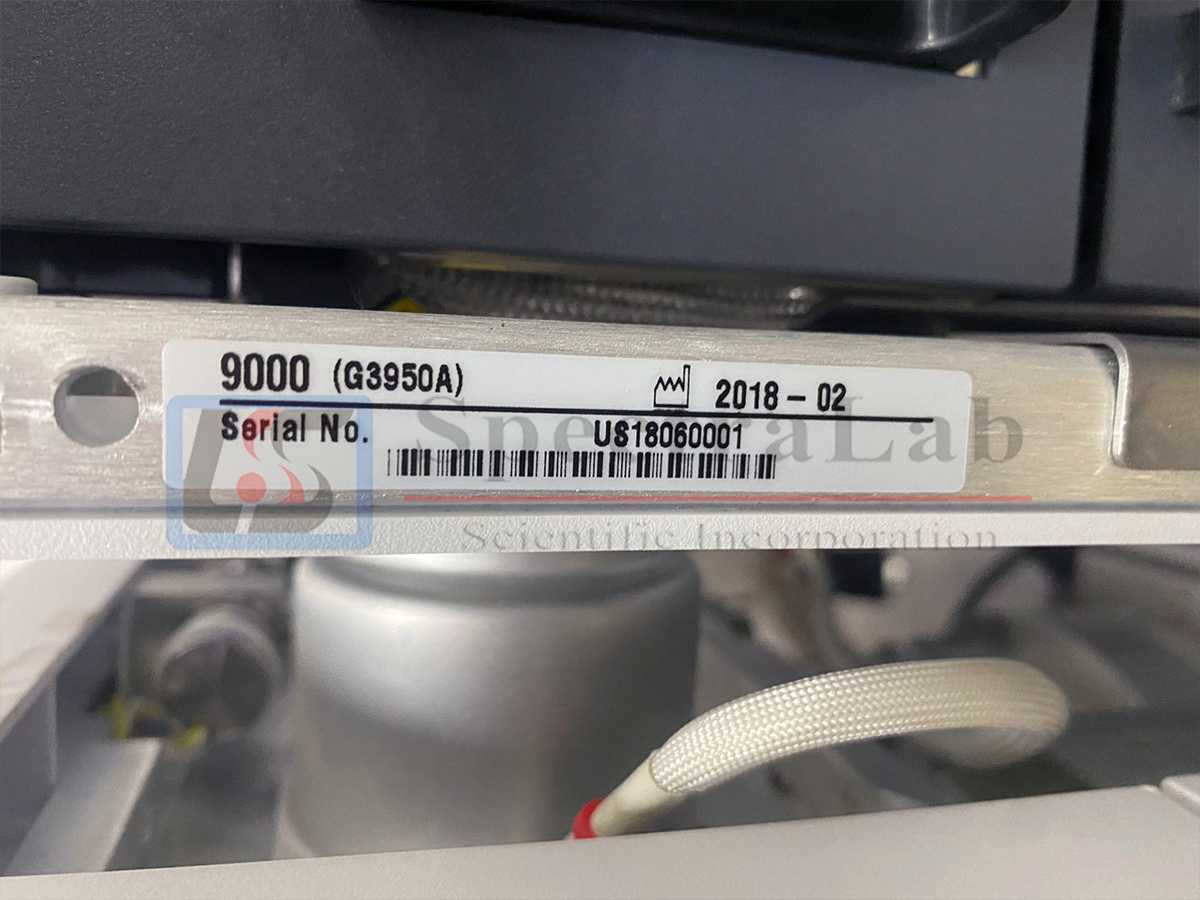 9000 (G3950A) 2018 - 02
Serial No. US18060001
SpectraLab
Scientific Incorporation